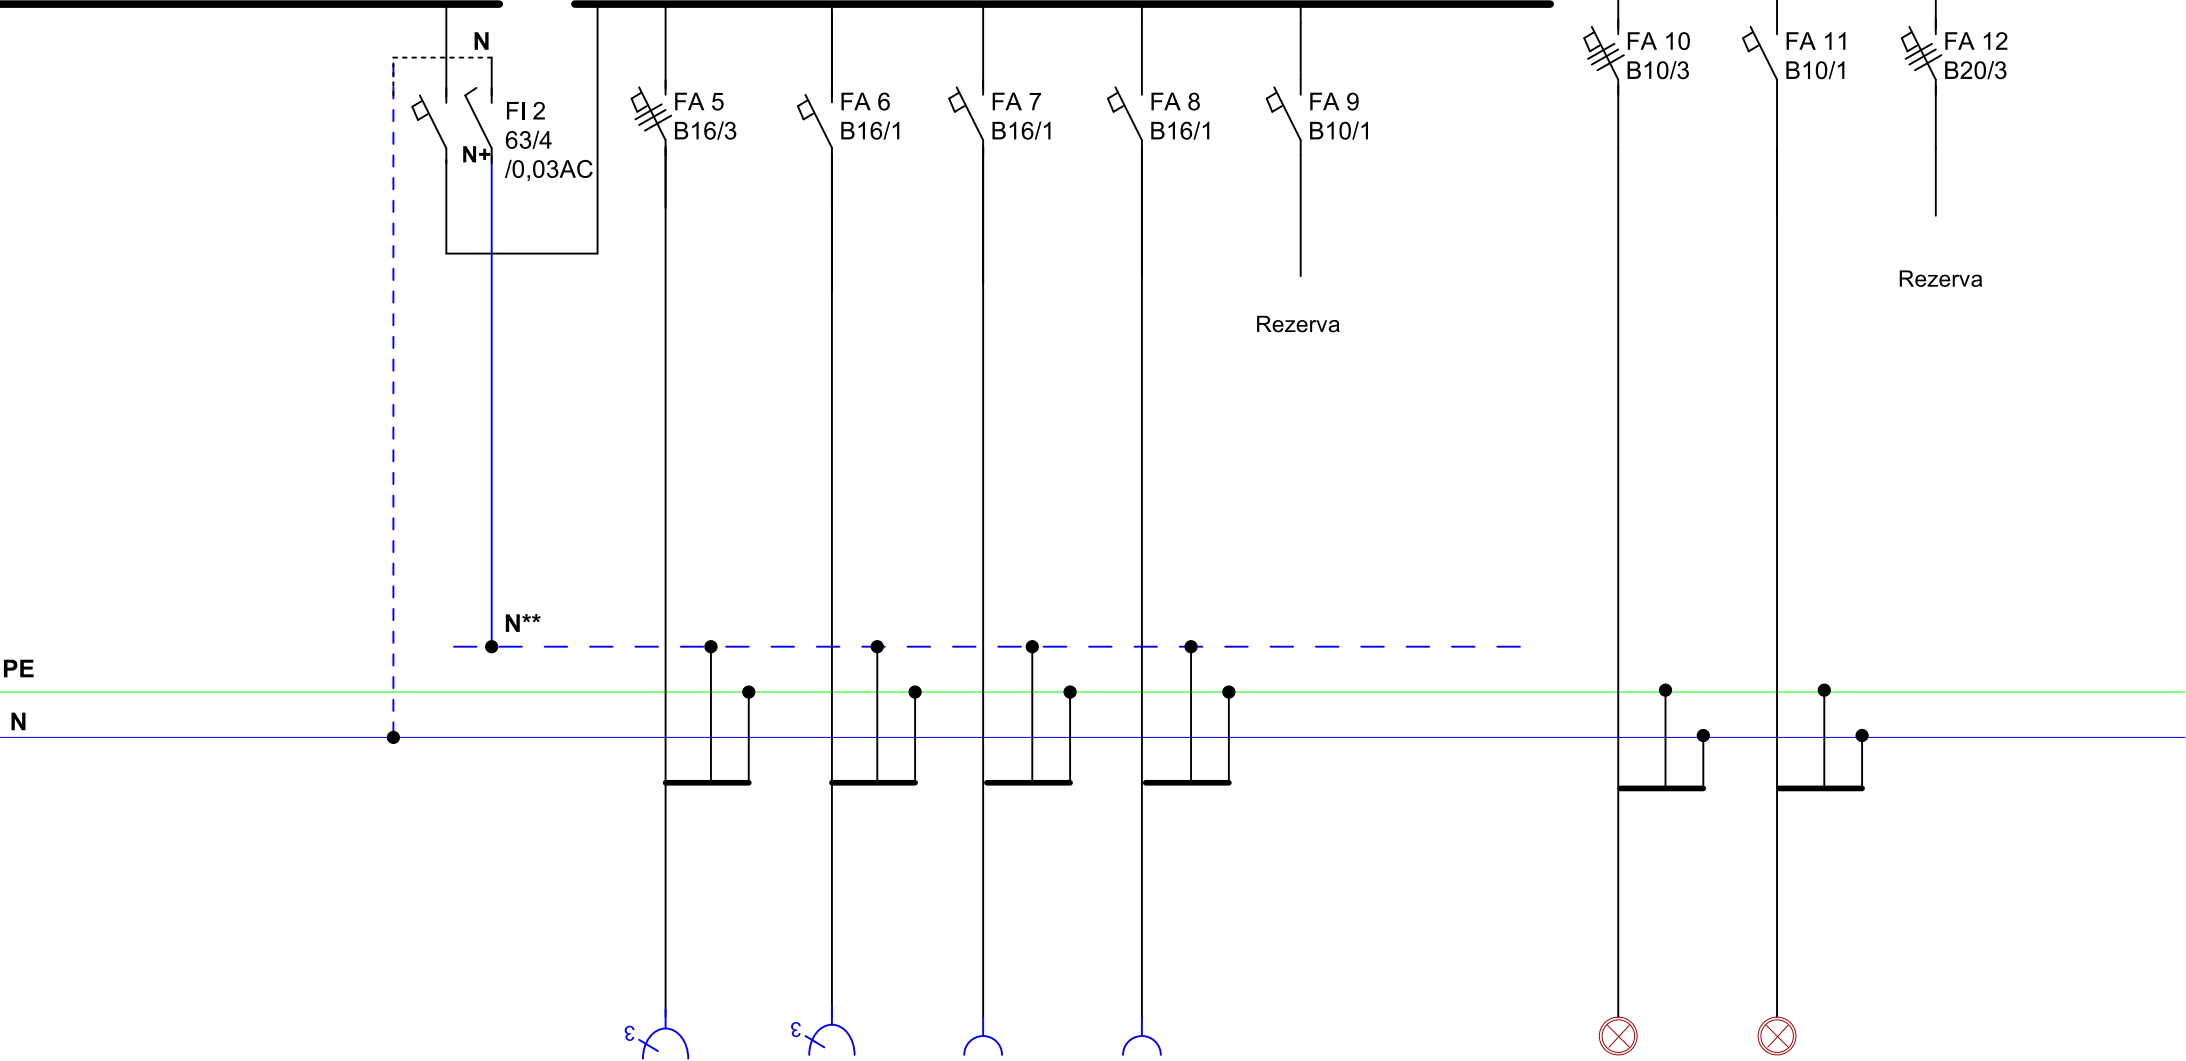 N
FI 2
63/4
/0,03AC
N+
FA 5
B16/3
FA 6
B16/1
FA 7
B16/1
FA 8
B16/1
FA 9
B10/1
Rezerva
FA 10
B10/3
FA 11
B10/1
FA 12
B20/3
Rezerva
N**
PE
N
3
3